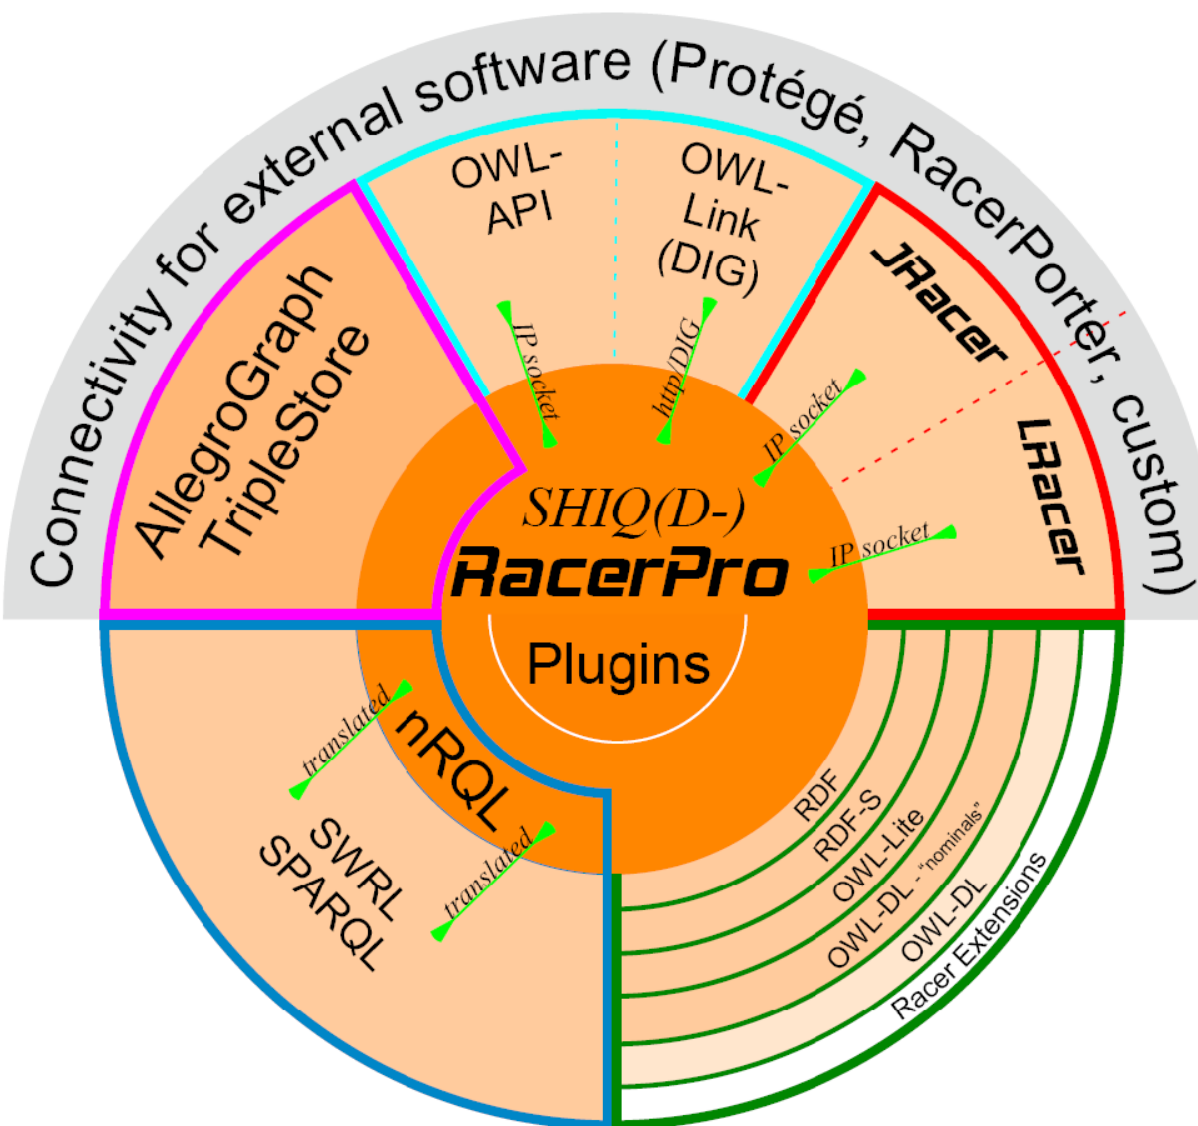 Connectivity for external software (Protégé, RacerPorter, custom)
OWL-
API
OWL-
Link
(DIG)
JRacer
LRacer
AllegroGraph
TripleStore
IP socket
http/DIG
IP socket
IP socket
SHIQ(D-)
RacerPro
Plugins
translated
nRQL
translated
SWRL
SPARQL
RDF
RDF-S
OWL-Lite
OWL-DL - “nominals”
OWL-DL
Racer Extensions